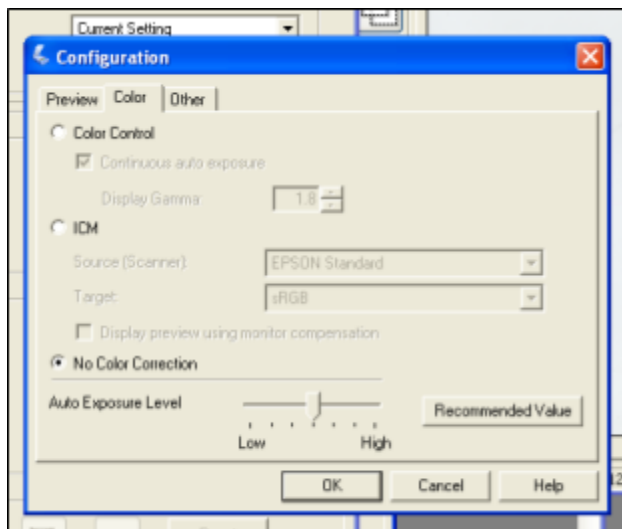 Current Setting
Configuration
Preview Color Other
Color Control
Continuous auto exposure
Display Gamma: 1.8
ICM
Source (Scanner): EPSON Standard
Target: sRGB
Display preview using monitor compensation
No Color Correction
Auto Exposure Level
Recommended Value
Low High
OK Cancel Help
12